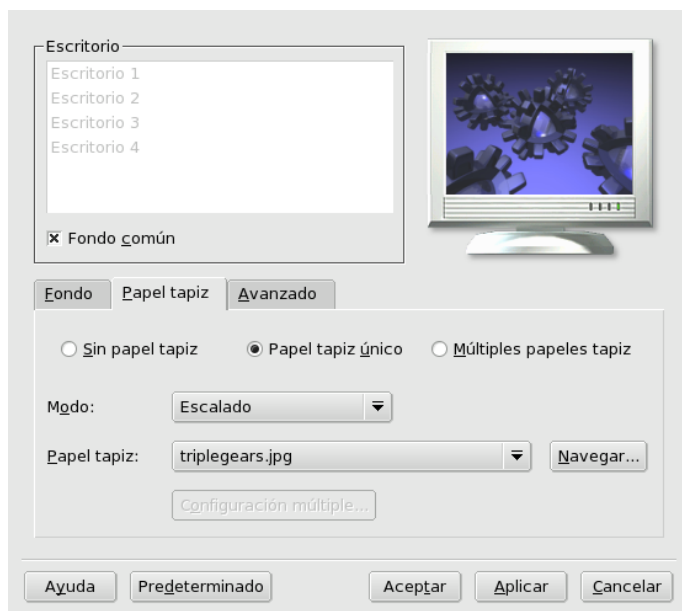 Escritorio
Escritorio 1
Escritorio 2
Escritorio 3
Escritorio 4
Fondo común
Fondo Papel tapiz Avanzado
Sin papel tapiz Papel tapiz único Múltiples papeles tapiz
Modo: Escalado
Papel tapiz: triplegears.jpg Navegar...
Configuración múltiple...
Ayuda Predeterminado Aceptar Aplicar Cancelar